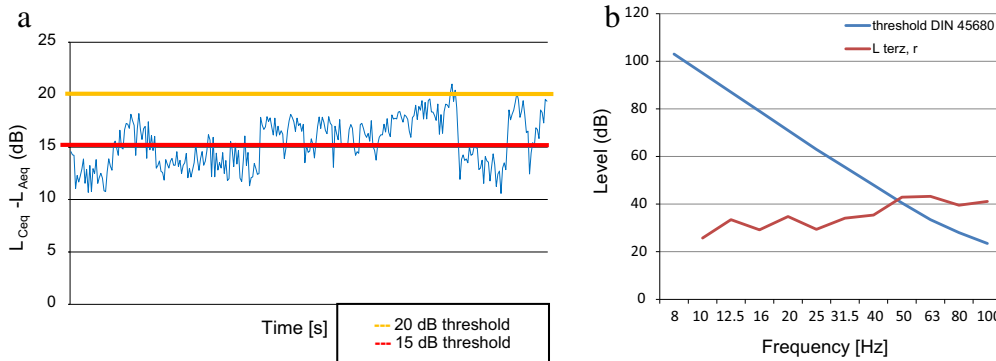 a
25
20
15
10
5
0
L Ceq -L Aeq (dB)
Time [s]
20 dB threshold
15 dB threshold
b
threshold DIN 45680
L terz, r
120
100
80
60
40
20
0
Level (dB)
8 10 12.5 16 20 25 31.5 40 50 63 80 100
Frequency [Hz]